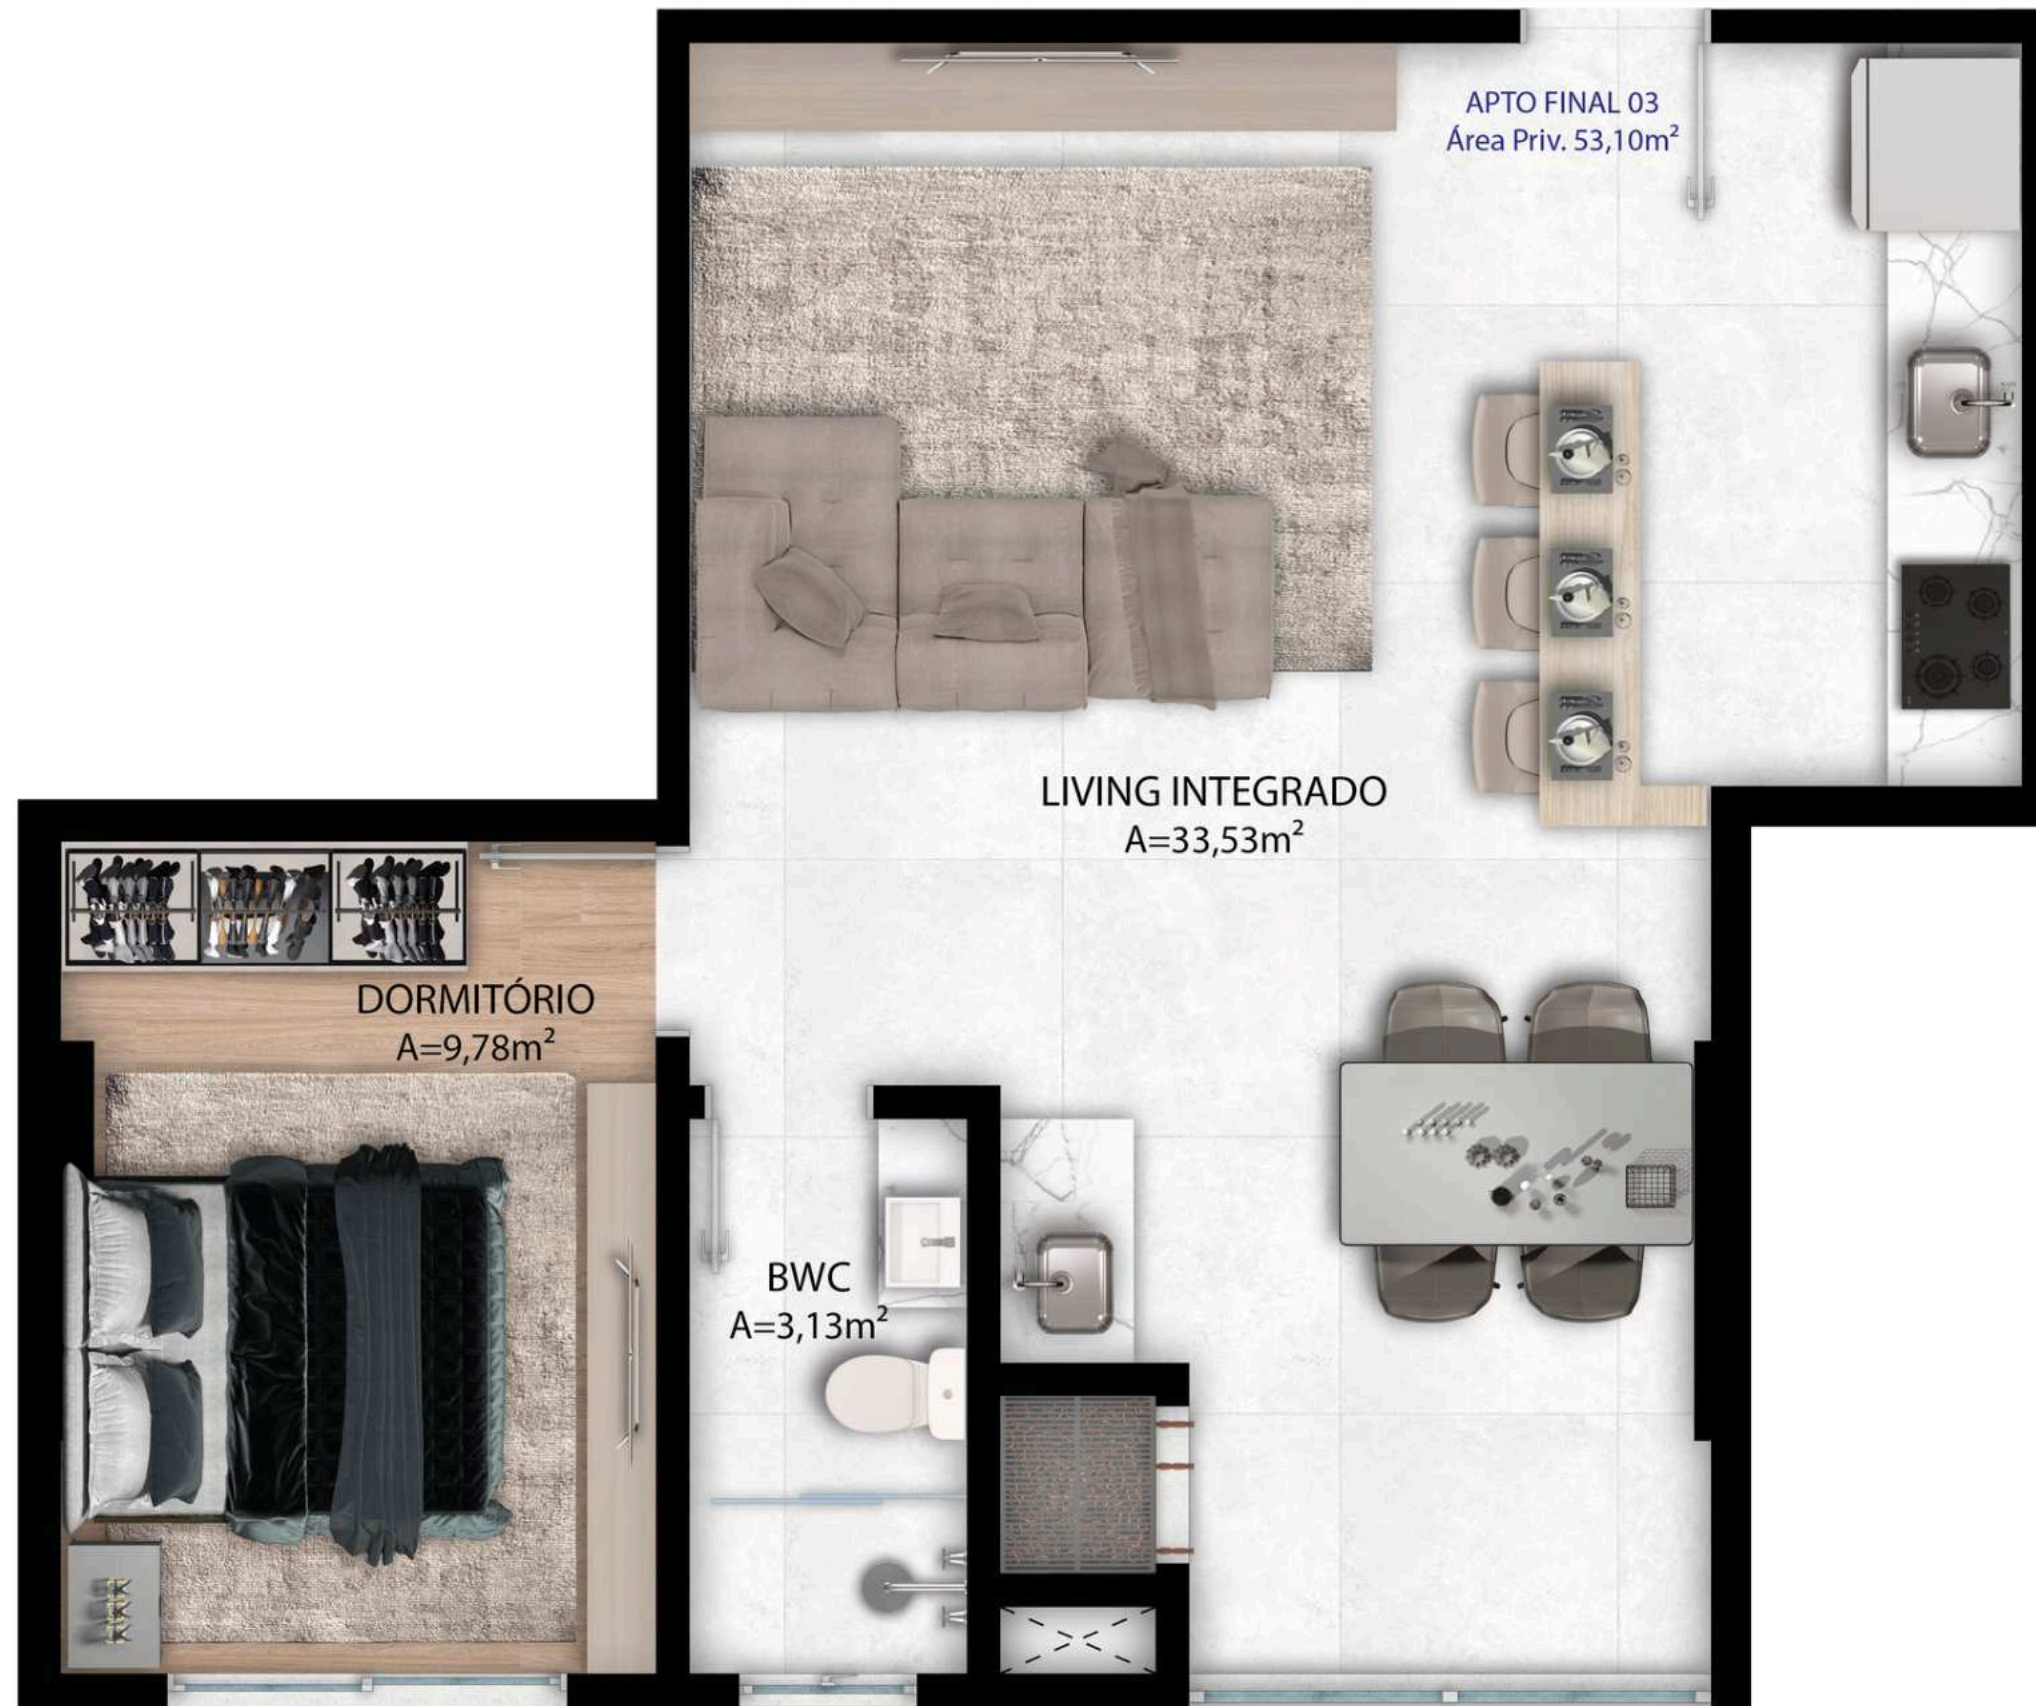 APTO FINAL 03
Área Priv. 53,10m²
LIVING INTEGRADO
A=33,53m²
DORMITÓRIO
A=9,78m²
BWC
A=3,13m²